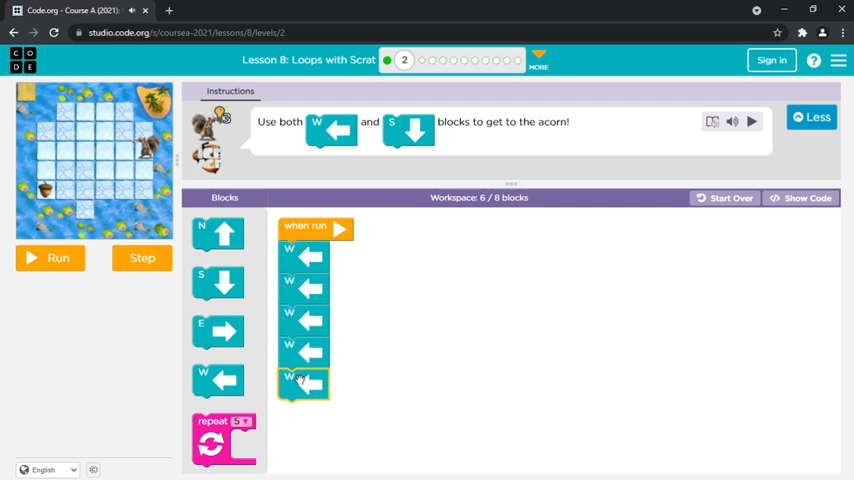 Code.org - Course A (2021):
studio.code.org/s/coursea-2021/lessons/8/levels/2
C O
D E
Lesson 8: Loops with Scrat
2
MORE
Sign in
?
Instructions
3
Use both W and S blocks to get to the acorn!
Less
Blocks
Workspace: 6 / 8 blocks
Start Over
</> Show Code
Run
Step
N
S
E
W
repeat 5
when run
W
W
W
W
W
English
©